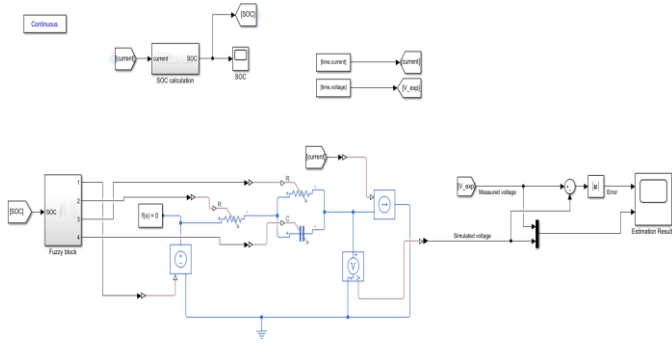 Continuous
[SOC]
[current]
current
SOC
SOC calculation
SOC
[time,current]
[current]
[time,voltage]
[V_exp]
[current]
[SOC]
SOC
1
2
3
4
Fuzzy block
f(x) = 0
R
R
C
V
[V_exp]
Measured voltage
|u|
Error
Simulated voltage
Estimation Result